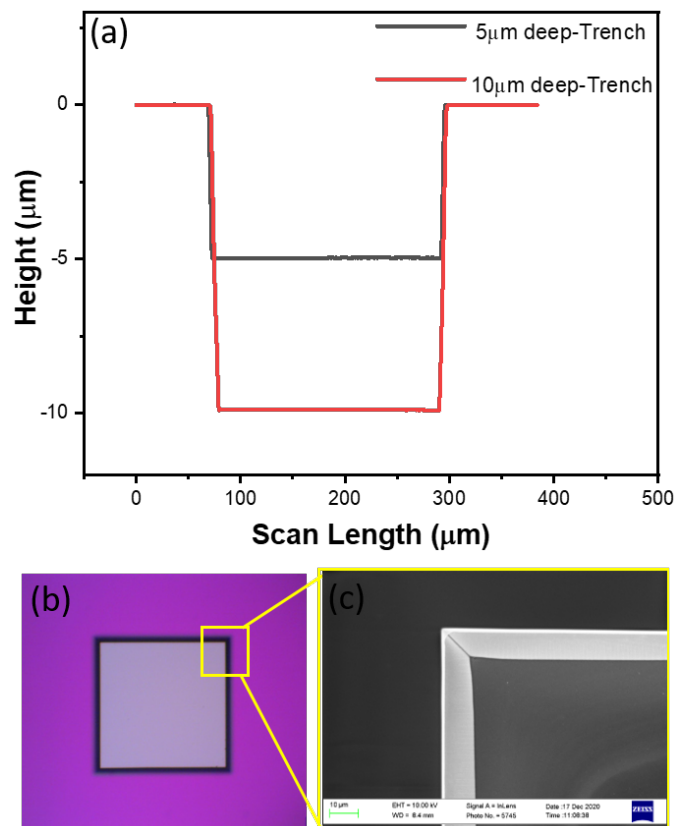 (a)
5μm deep-Trench
10μm deep-Trench
0
-5
-10
Height (μm)
0 100 200 300 400 500
Scan Length (μm)
(b)
(c)
10 μm
EHT = 10.00 kV
WD = 8.4 mm
Signal A = InLens
Photo No. = 5745
Date :17 Dec 2020
Time :11:08:38
ZEISS